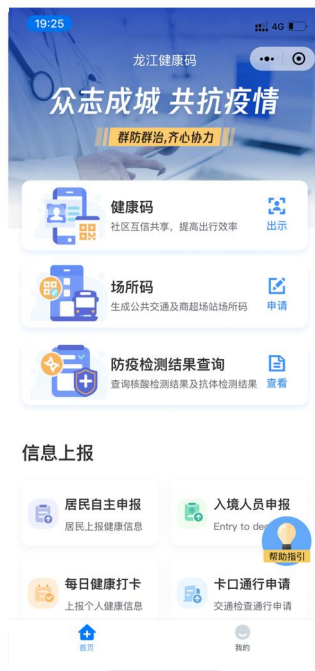 19:25
4G
龙江健康码
众志成城 共抗疫情
群防群治,齐心协力
健康码
社区互信共享，提高出行效率
出示
场所码
生成公共交通及商超场站场所码
申请
防疫检测结果查询
查询核酸检测结果及抗体检测结果
查看
信息上报
居民自主申报
居民上报健康信息
入境人员申报
Entry to
帮助指引
每日健康打卡
上报个人健康信息
卡口通行申请
交通检查通行申请
首页
我的